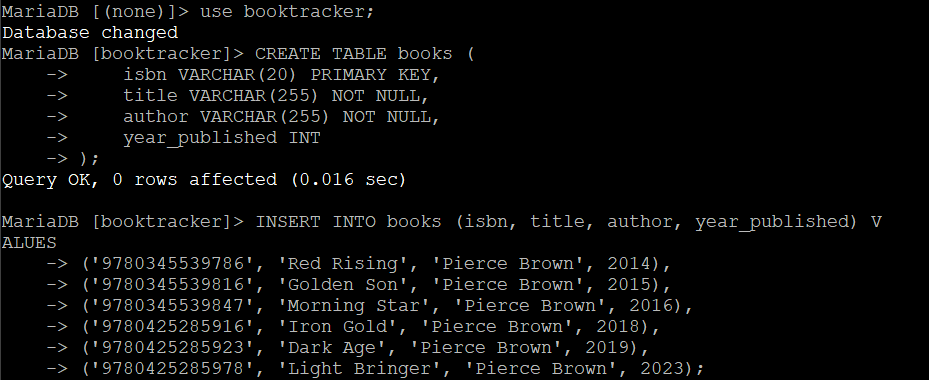 MariaDB [(none)]> use booktracker;
Database changed
MariaDB [booktracker]> CREATE TABLE books (
    ->     isbn VARCHAR(20) PRIMARY KEY,
    ->     title VARCHAR(255) NOT NULL,
    ->     author VARCHAR(255) NOT NULL,
    ->     year_published INT
    -> );
Query OK, 0 rows affected (0.016 sec)

MariaDB [booktracker]> INSERT INTO books (isbn, title, author, year_published) V
ALUES
    -> ('9780345539786', 'Red Rising', 'Pierce Brown', 2014),
    -> ('9780345539816', 'Golden Son', 'Pierce Brown', 2015),
    -> ('9780345539847', 'Morning Star', 'Pierce Brown', 2016),
    -> ('9780425285916', 'Iron Gold', 'Pierce Brown', 2018),
    -> ('9780425285923', 'Dark Age', 'Pierce Brown', 2019),
    -> ('9780425285978', 'Light Bringer', 'Pierce Brown', 2023);